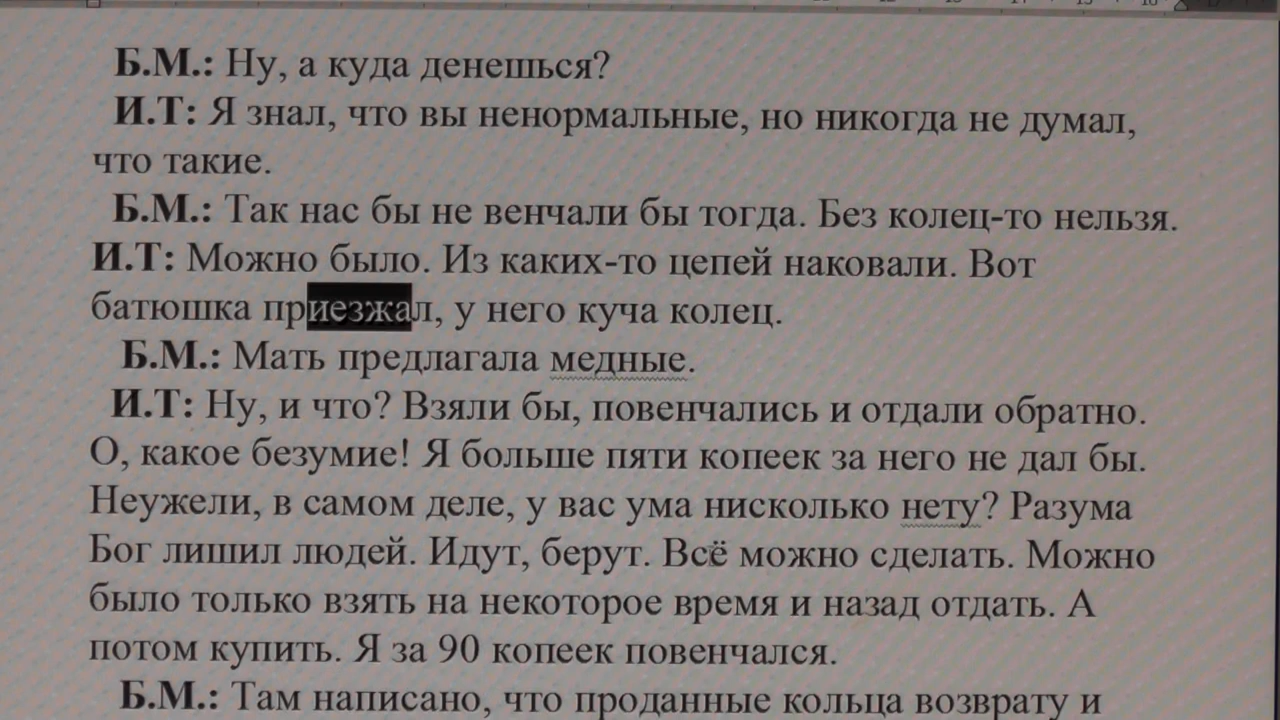 Б.М.: Ну, а куда денешься?
И.Т: Я знал, что вы ненормальные, но никогда не думал,
что такие.
Б.М.: Так нас бы не венчали бы тогда. Без колец-то нельзя.
И.Т: Можно было. Из каких-то цепей наковали. Вот
батюшка приезжал, у него куча колец.
Б.М.: Мать предлагала медные.
И.Т: Ну, и что? Взяли бы, повенчались и отдали обратно.
О, какое безумие! Я больше пяти копеек за него не дал бы.
Неужели, в самом деле, у вас ума нисколько нету? Разума
Бог лишил людей. Идут, берут. Всё можно сделать. Можно
было только взять на некоторое время и назад отдать. А
потом купить. Я за 90 копеек повенчался.
Б.М.: Там написано, что проданные кольца возврату и